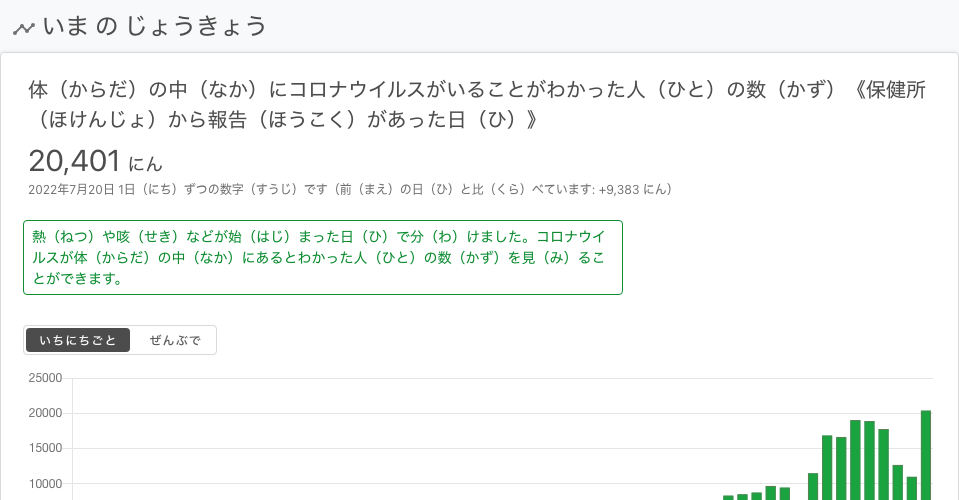 いま の じょうきょう
体（からだ）の中（なか）にコロナウイルスがいることがわかった人（ひと）の数（かず）《保健所
（ほけんじょ）から報告（ほうこく）があった日（ひ）》
20,401 にん
2022年7月20日 1日（にち）ずつの数字（すうじ）です（前（まえ）の日（ひ）と比（くら）べています: +9,383 にん）
熱（ねつ）や咳（せき）などが始（はじ）まった日（ひ）で分（わ）けました。コロナウイ
ルスが体（からだ）の中（なか）にあるとわかった人（ひと）の数（かず）を見（み）るこ
とができます。
いちにちごと ぜんぶで
25000
20000
15000
10000